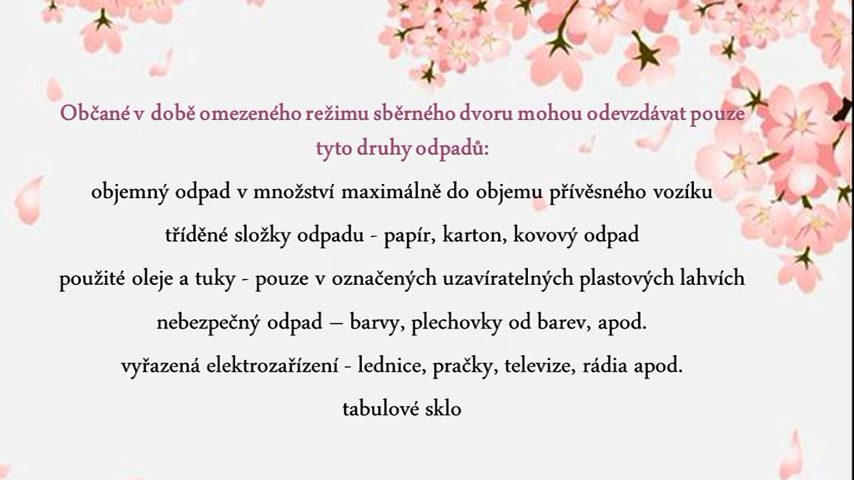 Občané v době omezeného režimu sběrného dvoru mohou odevzdávat pouze
tyto druhy odpadů:
objemný odpad v množství maximálně do objemu přívěsného vozíku
tříděné složky odpadu - papír, karton, kovový odpad
použité oleje a tuky - pouze v označených uzavíratelných plastových lahvích
nebezpečný odpad – barvy, plechovky od barev, apod.
vyřazená elektrozařízení - lednice, pračky, televize, rádia apod.
tabulové sklo